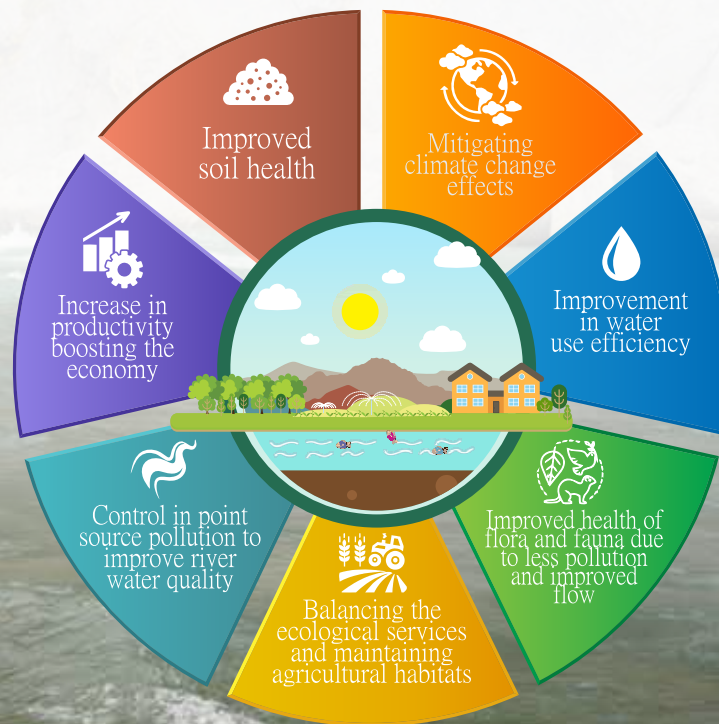 Improved
soil health
Mitigating
climate change
effects
Increase in
productivity
boosting the
economy
Improvement
in water
use efficiency
Control in point
source pollution to
improve river
water quality
Improved health of
flora and fauna due
to less pollution
and improved
flow
Balancing the
ecological services
and maintaining
agricultural habitats